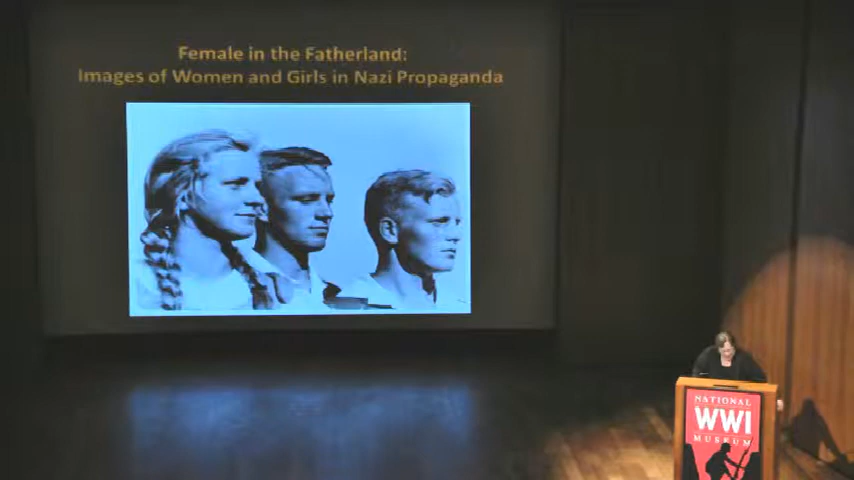 Female in the Fatherland:
Images of Women and Girls in Nazi Propaganda
NATIONAL
WWI
MUSEUM